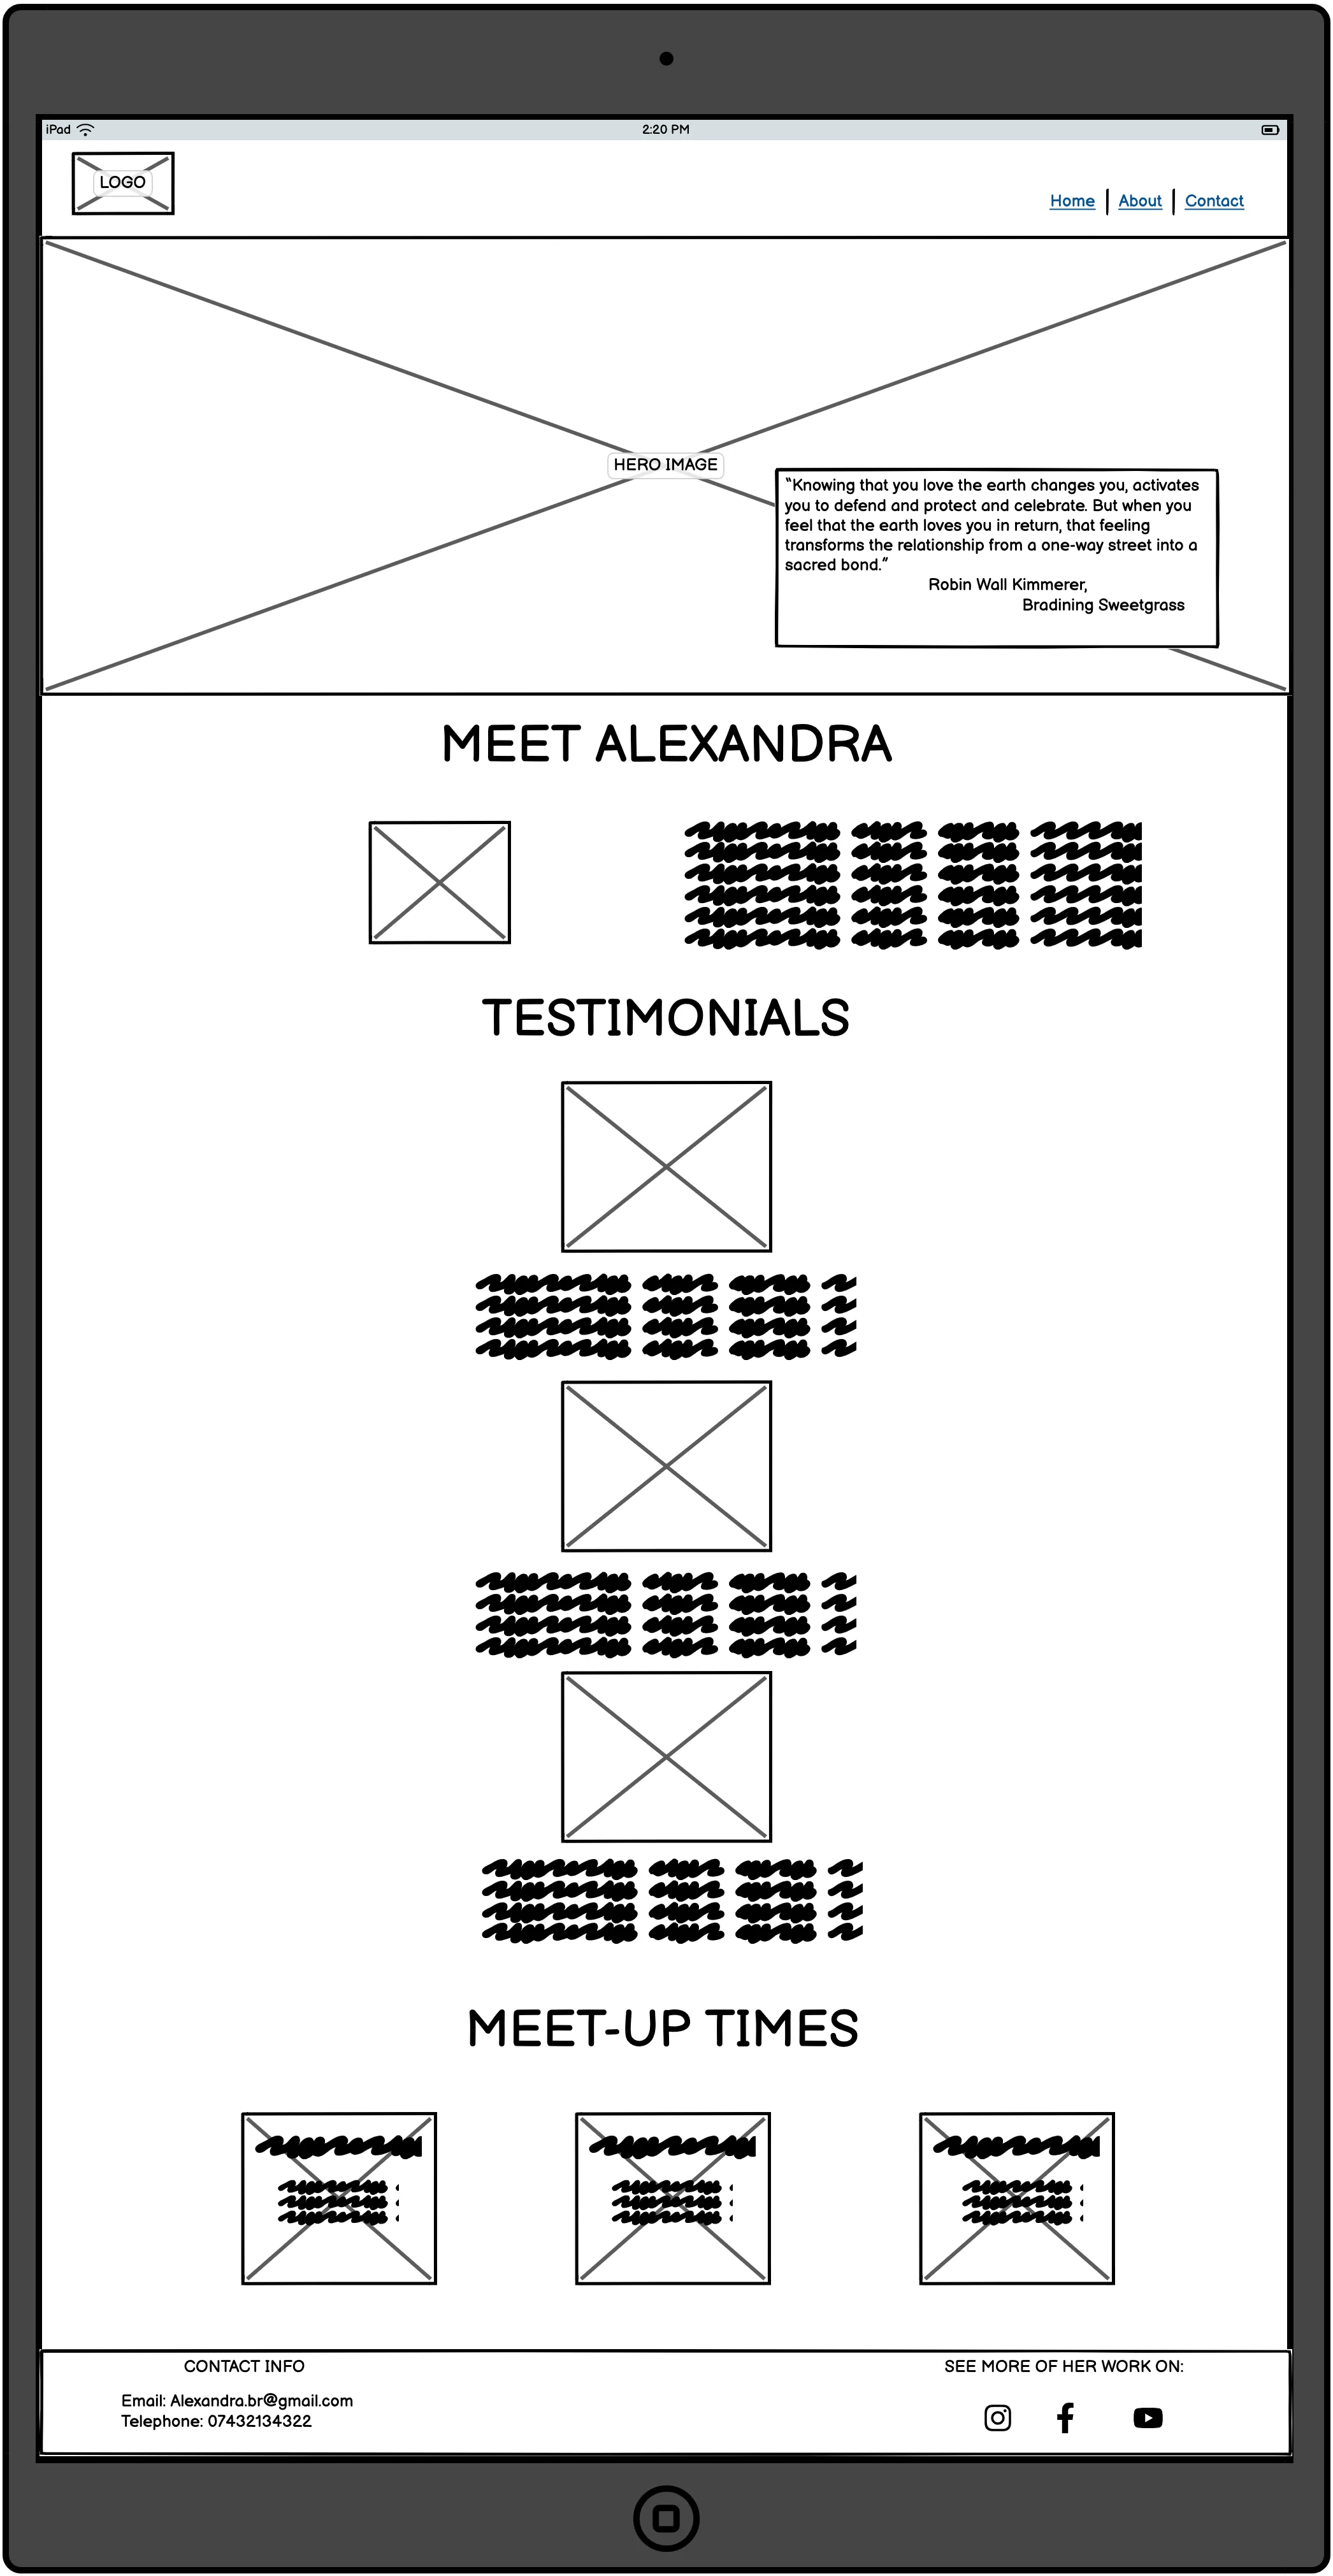 iPad
2:20 PM
LOGO
Home
About
Contact
HERO IMAGE
“Knowing that you love the earth changes you, activates
you to defend and protect and celebrate. But when you
feel that the earth loves you in return, that feeling
transforms the relationship from a one-way street into a
sacred bond.”
Robin Wall Kimmerer,
Bradining Sweetgrass
MEET ALEXANDRA
TESTIMONIALS
MEET-UP TIMES
CONTACT INFO
Email: Alexandra.br@gmail.com
Telephone: 07432134322
SEE MORE OF HER WORK ON: